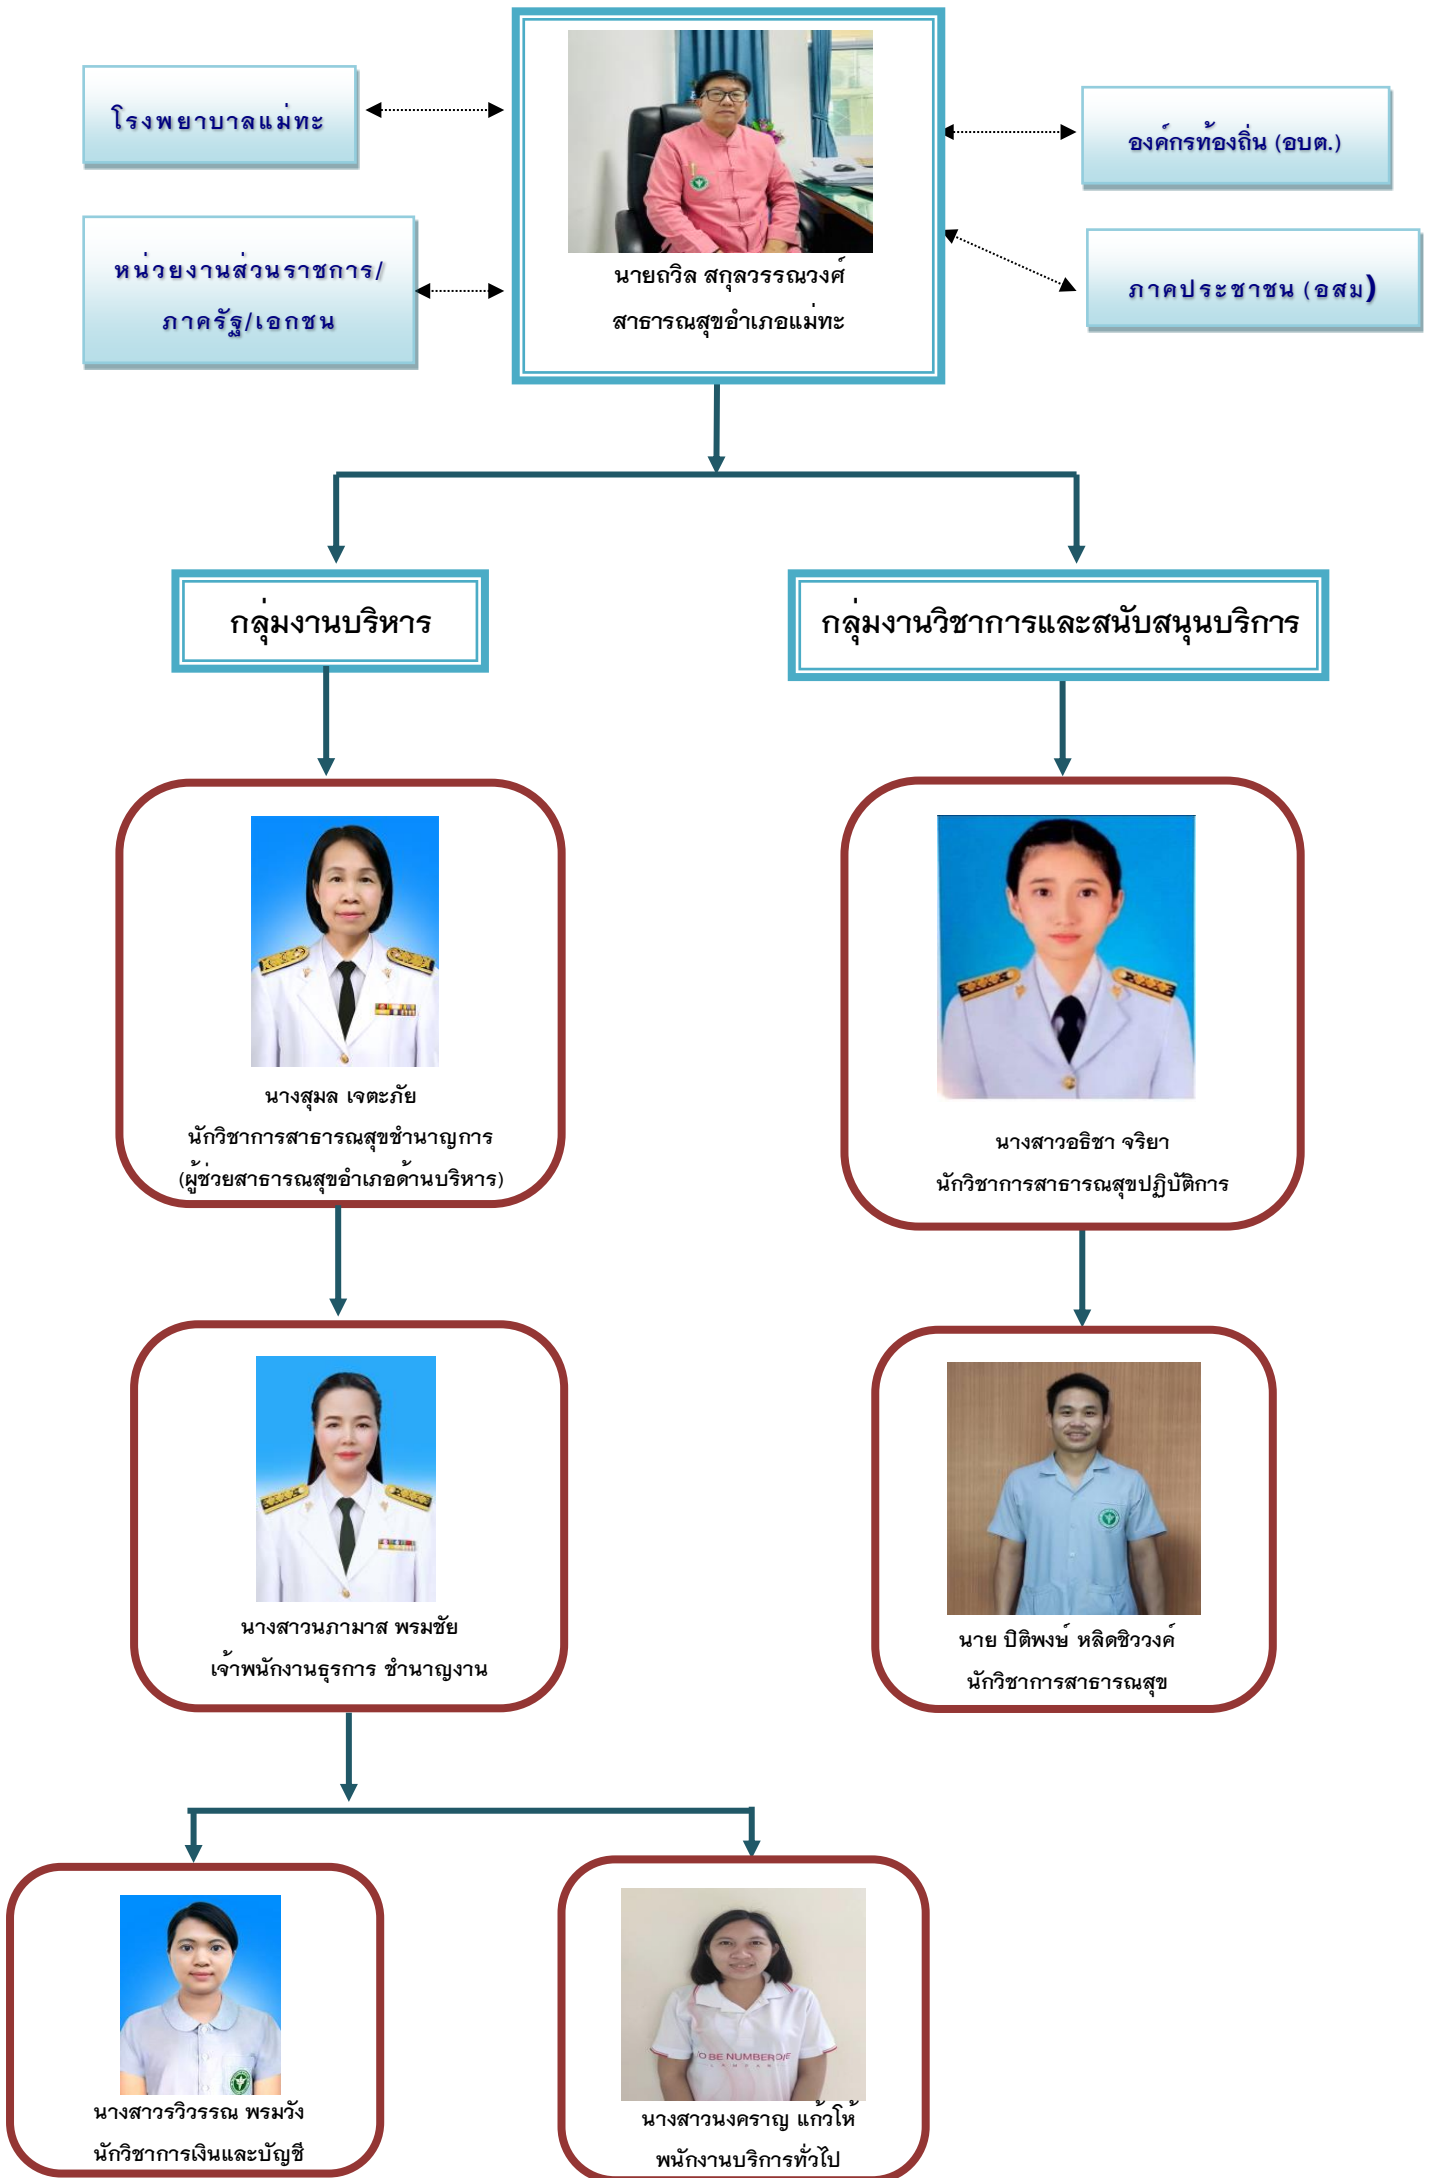 โรงพยาบาลแม่ทะ
องค์กรท้องถิ่น (อบต.)
หน่วยงานส่วนราชการ/
ภาครัฐ/เอกชน
ภาคประชาชน (อสม)
นายถวิล สกุลวรรณวงศ์
สาธารณสุขอำเภอแม่ทะ
กลุ่มงานบริหาร
กลุ่มงานวิชาการและสนับสนุนบริการ
นางสุมล เจตะภัย
นักวิชาการสาธารณสุขชำนาญการ
(ผู้ช่วยสาธารณสุขอำเภอด้านบริหาร)
นางสาวอธิชา จริยา
นักวิชาการสาธารณสุขปฏิบัติการ
นางสาวนภามาส พรมชัย
เจ้าพนักงานธุรการ ชำนาญงาน
นาย ปิติพงษ์ หลิดชิววงค์
นักวิชาการสาธารณสุข
นางสาวรวิวรรณ พรมวัง
นักวิชาการเงินและบัญชี
O BE NUMBER
นางสาวนงคราญ แก้วโห้
พนักงานบริการทั่วไป